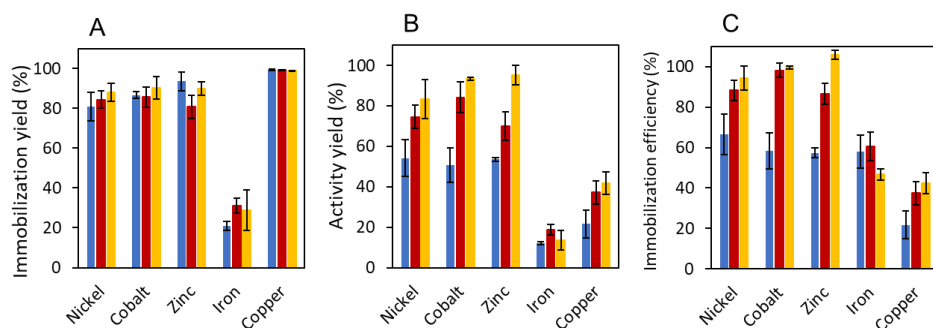 A
Immobilization yield (%)
100
80
60
40
20
0
Nickel
Cobalt
Zinc
Iron
Copper
B
Activity yield (%)
100
80
60
40
20
0
Nickel
Cobalt
Zinc
Iron
Copper
C
Immobilization efficiency (%)
100
80
60
40
20
0
Nickel
Cobalt
Zinc
Iron
Copper